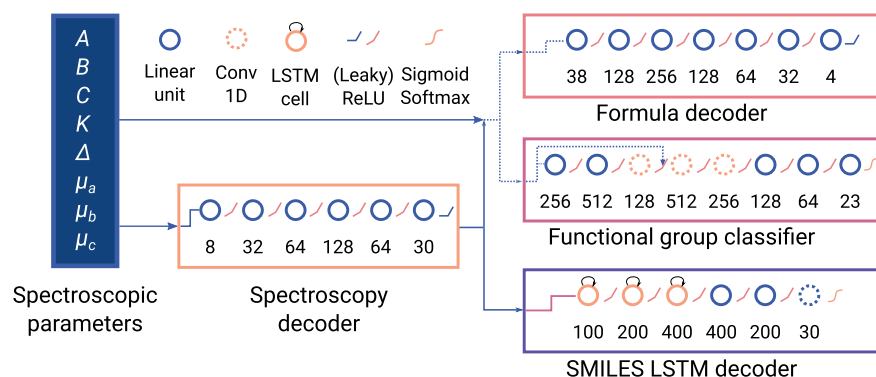 A
B
C
K
Δ
μa
μb
μc
Spectroscopic
parameters
Linear
unit
Conv
1D
LSTM
cell
(Leaky)
ReLU
Sigmoid
Softmax
8 32 64 128 64 30
Spectroscopy
decoder
38 128 256 128 64 32 4
Formula decoder
256 512 128 512 256 128 64 23
Functional group classifier
100 200 400 400 200 30
SMILES LSTM decoder